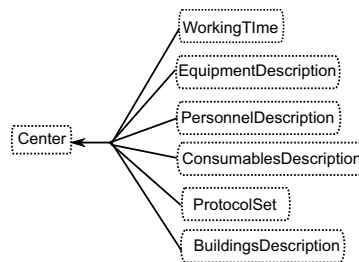 WorkingTIme
EquipmentDescription
PersonnelDescription
Center
ConsumablesDescription
ProtocolSet
BuildingsDescription